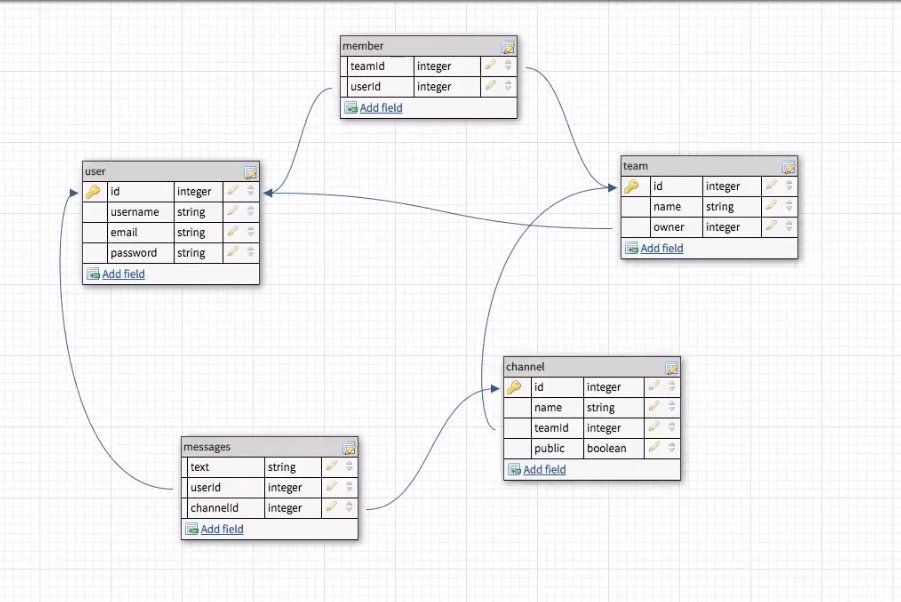 member
teamId integer
userId integer
Add field
user
id integer
username string
email string
password string
Add field
team
id integer
name string
owner integer
Add field
channel
id integer
name string
teamId integer
public boolean
Add field
messages
text string
userId integer
channelId integer
Add field